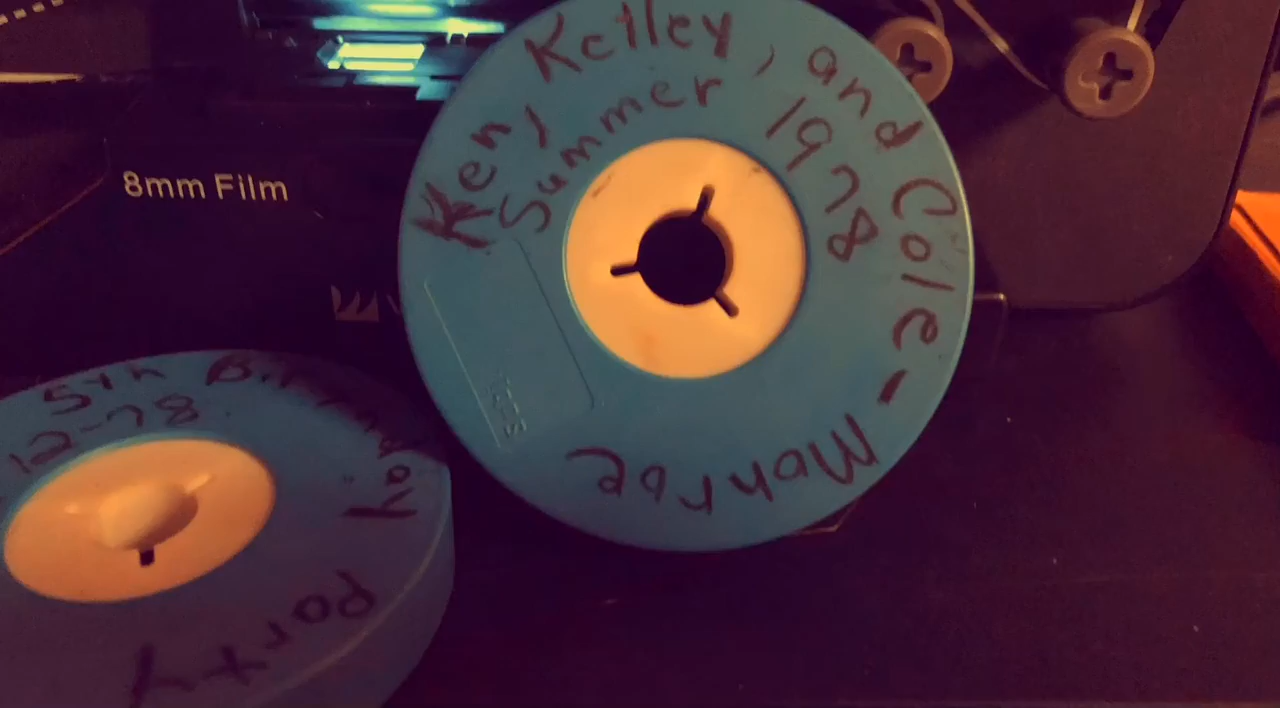 8mm Film
Ken, Kelley, and Cole - Monroe
Summer 1978
5th Birthday Party
12-78